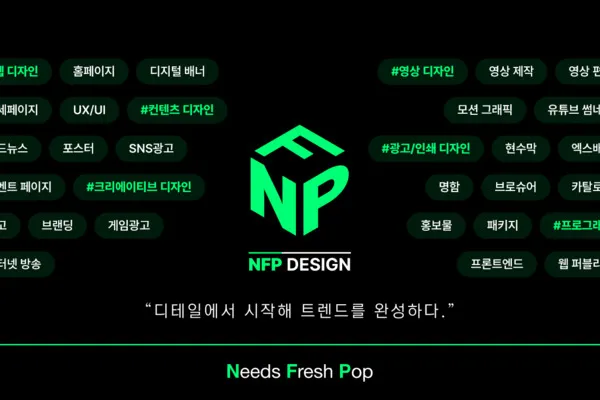 웹 디자인 홈페이지 디지털 배너
세페이지 UX/UI #컨텐츠 디자인
드뉴스 포스터 SNS광고
벤트 페이지 #크리에이티브 디자인
고 브랜딩 게임광고
터넷 방송
#영상 디자인 영상 제작 영상 편
모션 그래픽 유튜브 썸네
#광고/인쇄 디자인 현수막 엑스배
명함 브로슈어 카탈로
홍보물 패키지 #프로그래
프론트엔드 웹 퍼블리
F
NP
NFP DESIGN
“디테일에서 시작해 트렌드를 완성하다.”
Needs Fresh Pop